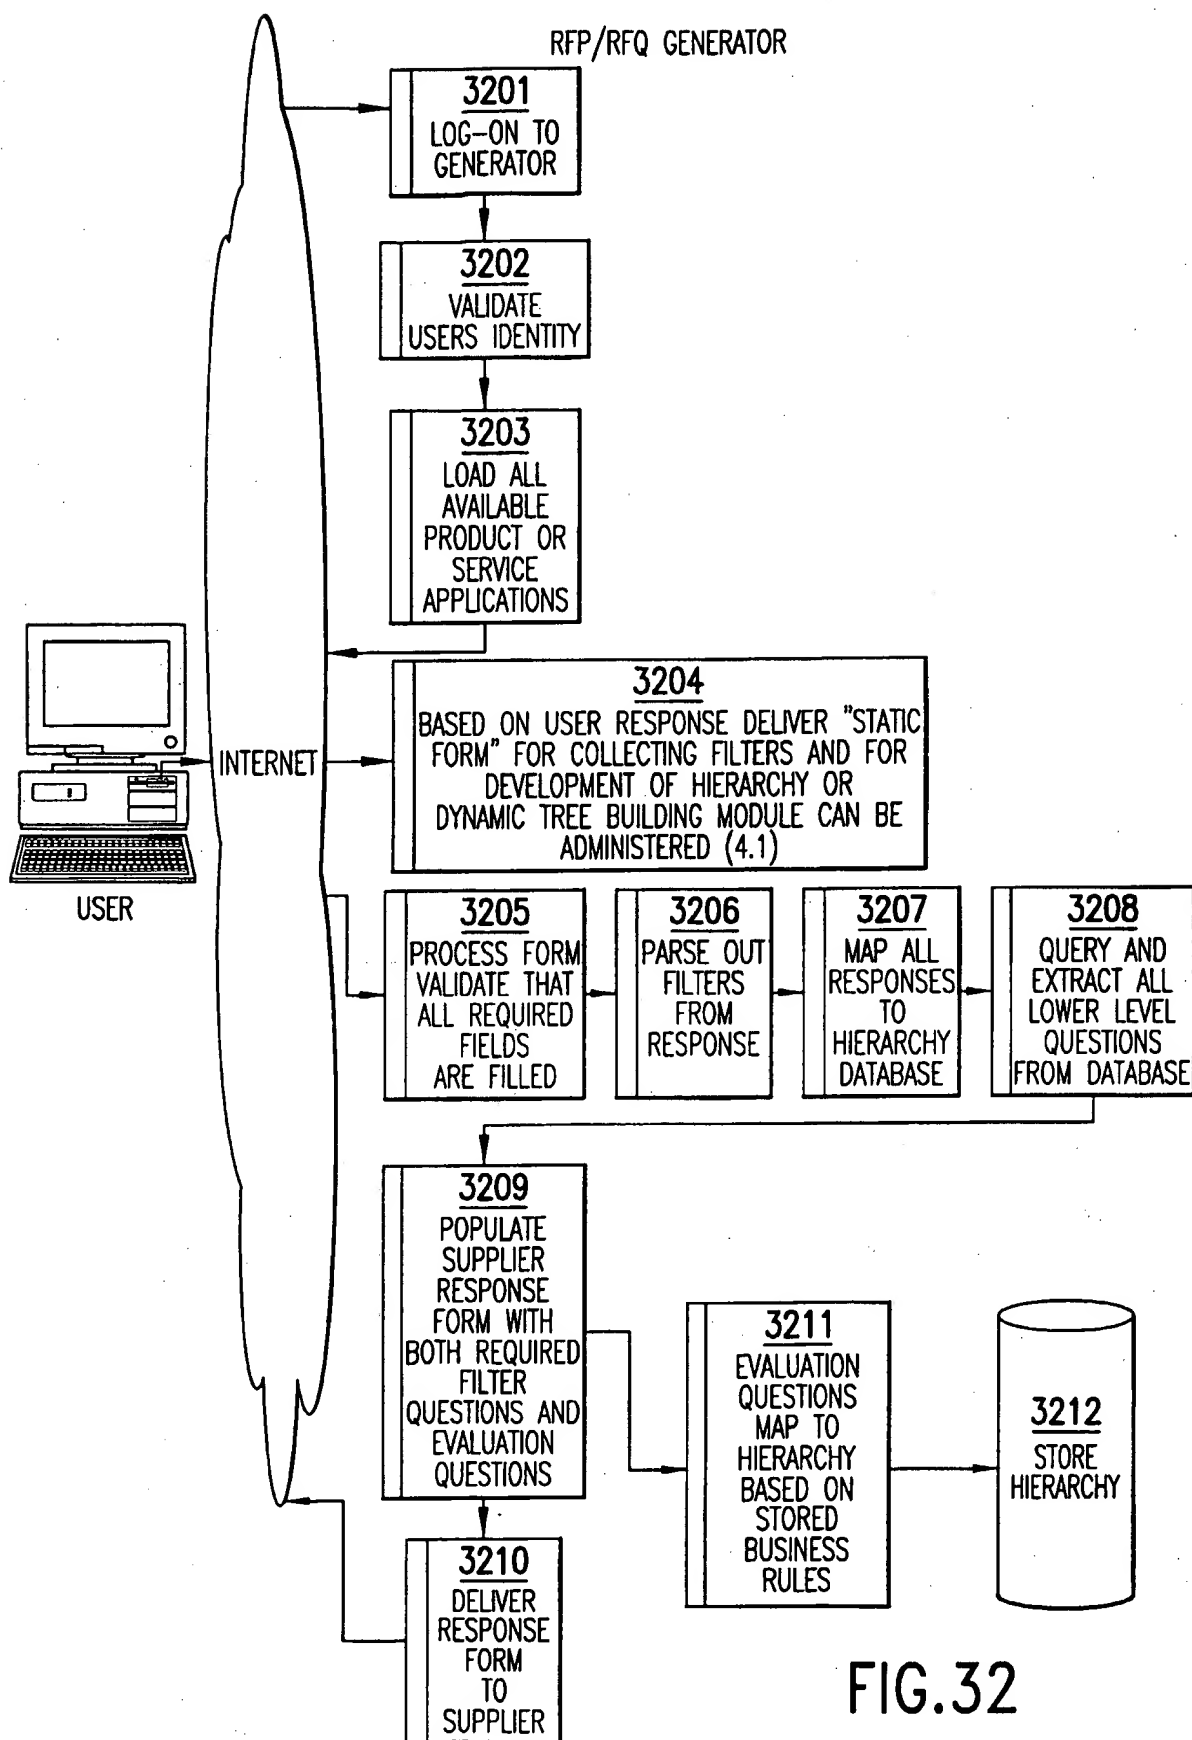 RFP/RFQ GENERATOR
3201
LOG-ON TO
GENERATOR
3202
VALIDATE
USERS IDENTITY
3203
LOAD ALL
AVAILABLE
PRODUCT OR
SERVICE
APPLICATIONS
3204
BASED ON USER RESPONSE DELIVER "STATIC
FORM" FOR COLLECTING FILTERS AND FOR
DEVELOPMENT OF HIERARCHY OR
DYNAMIC TREE BUILDING MODULE CAN BE
ADMINISTERED (4.1)
INTERNET
USER
3205
PROCESS FORM
VALIDATE THAT
ALL REQUIRED
FIELDS
ARE FILLED
3206
PARSE OUT
FILTERS
FROM
RESPONSE
3207
MAP ALL
RESPONSES
TO
HIERARCHY
DATABASE
3208
QUERY AND
EXTRACT ALL
LOWER LEVEL
QUESTIONS
FROM DATABASE
3209
POPULATE
SUPPLIER
RESPONSE
FORM WITH
BOTH REQUIRED
FILTER
QUESTIONS AND
EVALUATION
QUESTIONS
3211
EVALUATION
QUESTIONS
MAP TO
HIERARCHY
BASED ON
STORED
BUSINESS
RULES
3212
STORE
HIERARCHY
3210
DELIVER
RESPONSE
FORM
TO
SUPPLIER
FIG.32